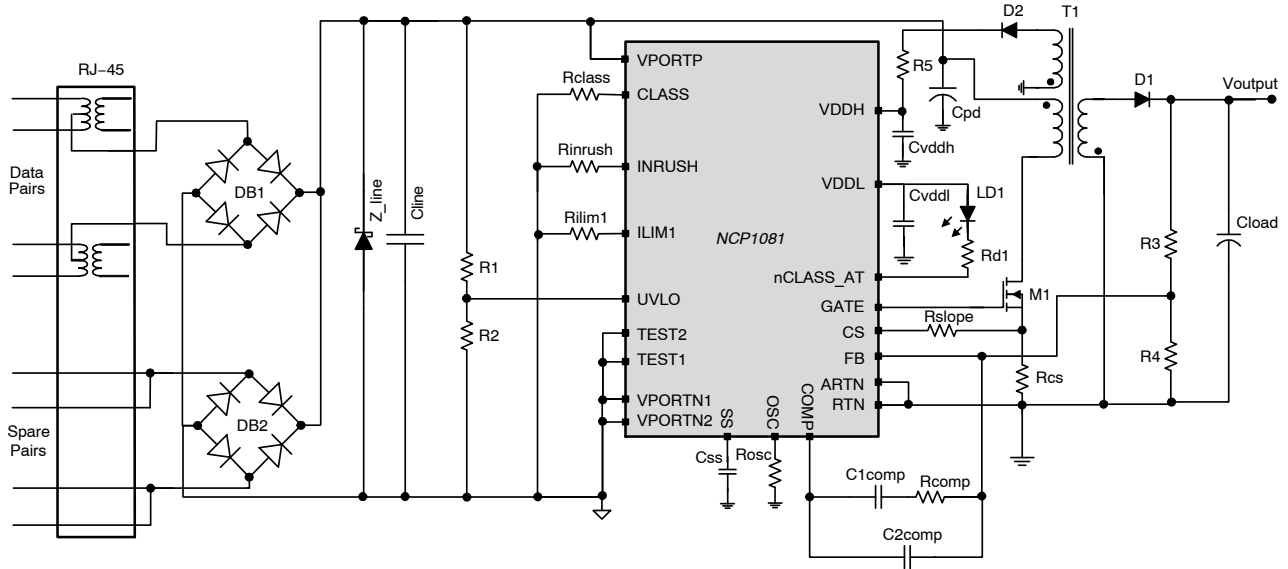 D2
T1
RJ-45
R5
VPORTP
Rclass
CLASS
D1
Voutput
VDDH
Cpd
Cvddh
Data
Pairs
DB1
Rinrush
INRUSH
VDDL
Cvddl
LD1
Z_line
Cline
Rilim1
ILIM1
NCP1081
Rd1
R3
Cload
R1
nCLASS_AT
UVLO
GATE
M1
R2
TEST2
CS
Rslope
TEST1
FB
R4
Rcs
ARTN
VPORTN1
RTN
VPORTN2
SS
OSC
COMP
Spare
Pairs
DB2
Css
Rosc
C1comp
Rcomp
C2comp